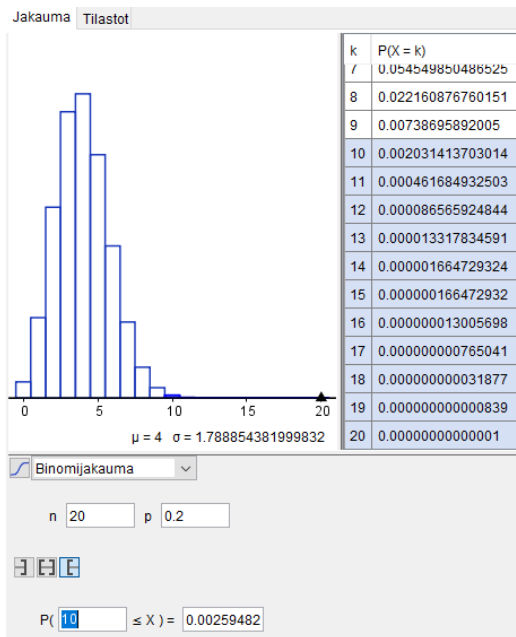 Jakauma Tilastot
k P(X = k)
7 0.054549850486525
8 0.022160876760151
9 0.00738695892005
10 0.002031413703014
11 0.000461684932503
12 0.000086565924844
13 0.000013317834591
14 0.000001664729324
15 0.000000166472932
16 0.000000013005698
17 0.000000000765041
18 0.000000000031877
19 0.000000000000839
20 0.00000000000001
0 5 10 15 20
μ = 4 σ = 1.788854381999832
Binomijakauma
n 20 p 0.2
P( 10 ≤ X ) = 0.00259482